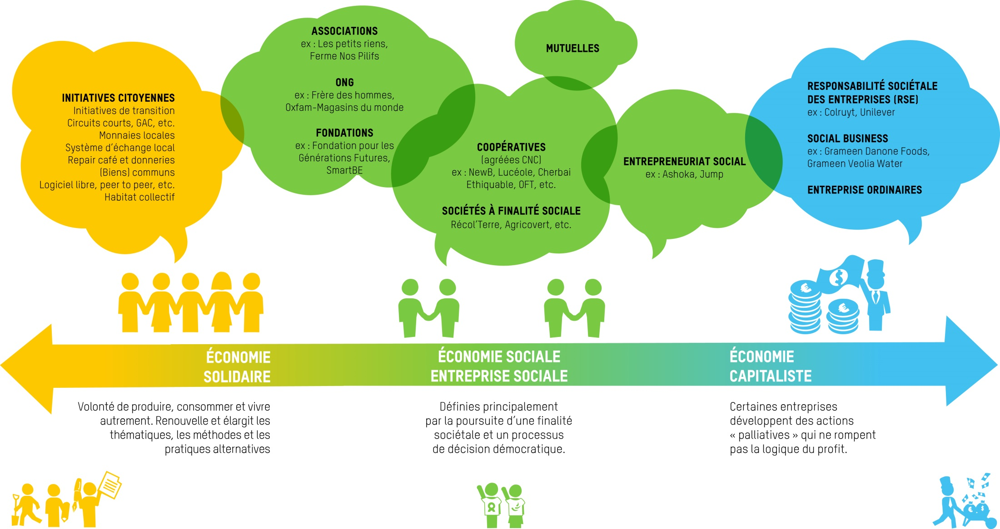 INITIATIVES CITOYENNES
Initiatives de transition
Circuits courts, GAC, etc.
Monnaies locales
Système d'échange local
Repair café et donneries
(Biens) communs
Logiciel libre, peer to peer, etc.
Habitat collectif
ASSOCIATIONS
ex : Les petits riens,
Ferme Nos Pilifs
ONG
ex : Frère des hommes,
Oxfam-Magasins du monde
FONDATIONS
ex : Fondation pour les
Générations Futures,
SmartBE
MUTUELLES
COOPÉRATIVES
(agréées CNC)
ex : NewB, Lucéole, Cherbai
Ethiquable, OFT, etc.
SOCIÉTÉS À FINALITÉ SOCIALE
Récol'Terre, Agricovert, etc.
ENTREPRENEURIAT SOCIAL
ex : Ashoka, Jump
RESPONSABILITÉ SOCIÉTALE
DES ENTREPRISES (RSE)
ex : Colruyt, Unilever
SOCIAL BUSINESS
ex : Grameen Danone Foods,
Grameen Veolia Water
ENTREPRISE ORDINAIRES
ÉCONOMIE
SOLIDAIRE
Volonté de produire, consommer et vivre
autrement. Renouvelle et élargit les
thématiques, les méthodes et les
pratiques alternatives
ÉCONOMIE SOCIALE
ENTREPRISE SOCIALE
Définies principalement
par la poursuite d'une finalité
sociétale et un processus
de décision démocratique.
ÉCONOMIE
CAPITALISTE
Certaines entreprises
développent des actions
« palliatives » qui ne rompent
pas la logique du profit.